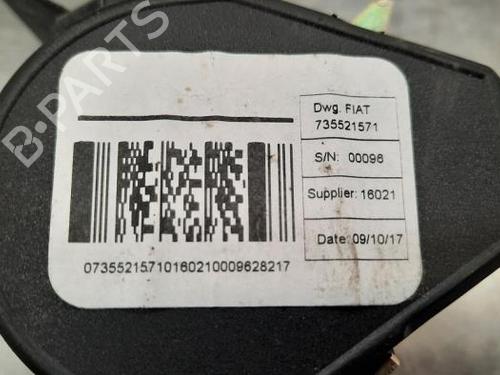 B-PARTS
Dwg. FIAT
735521571
S/N: 00096
Supplier: 16021
Date: 09/10/17
07355215710160210009628217